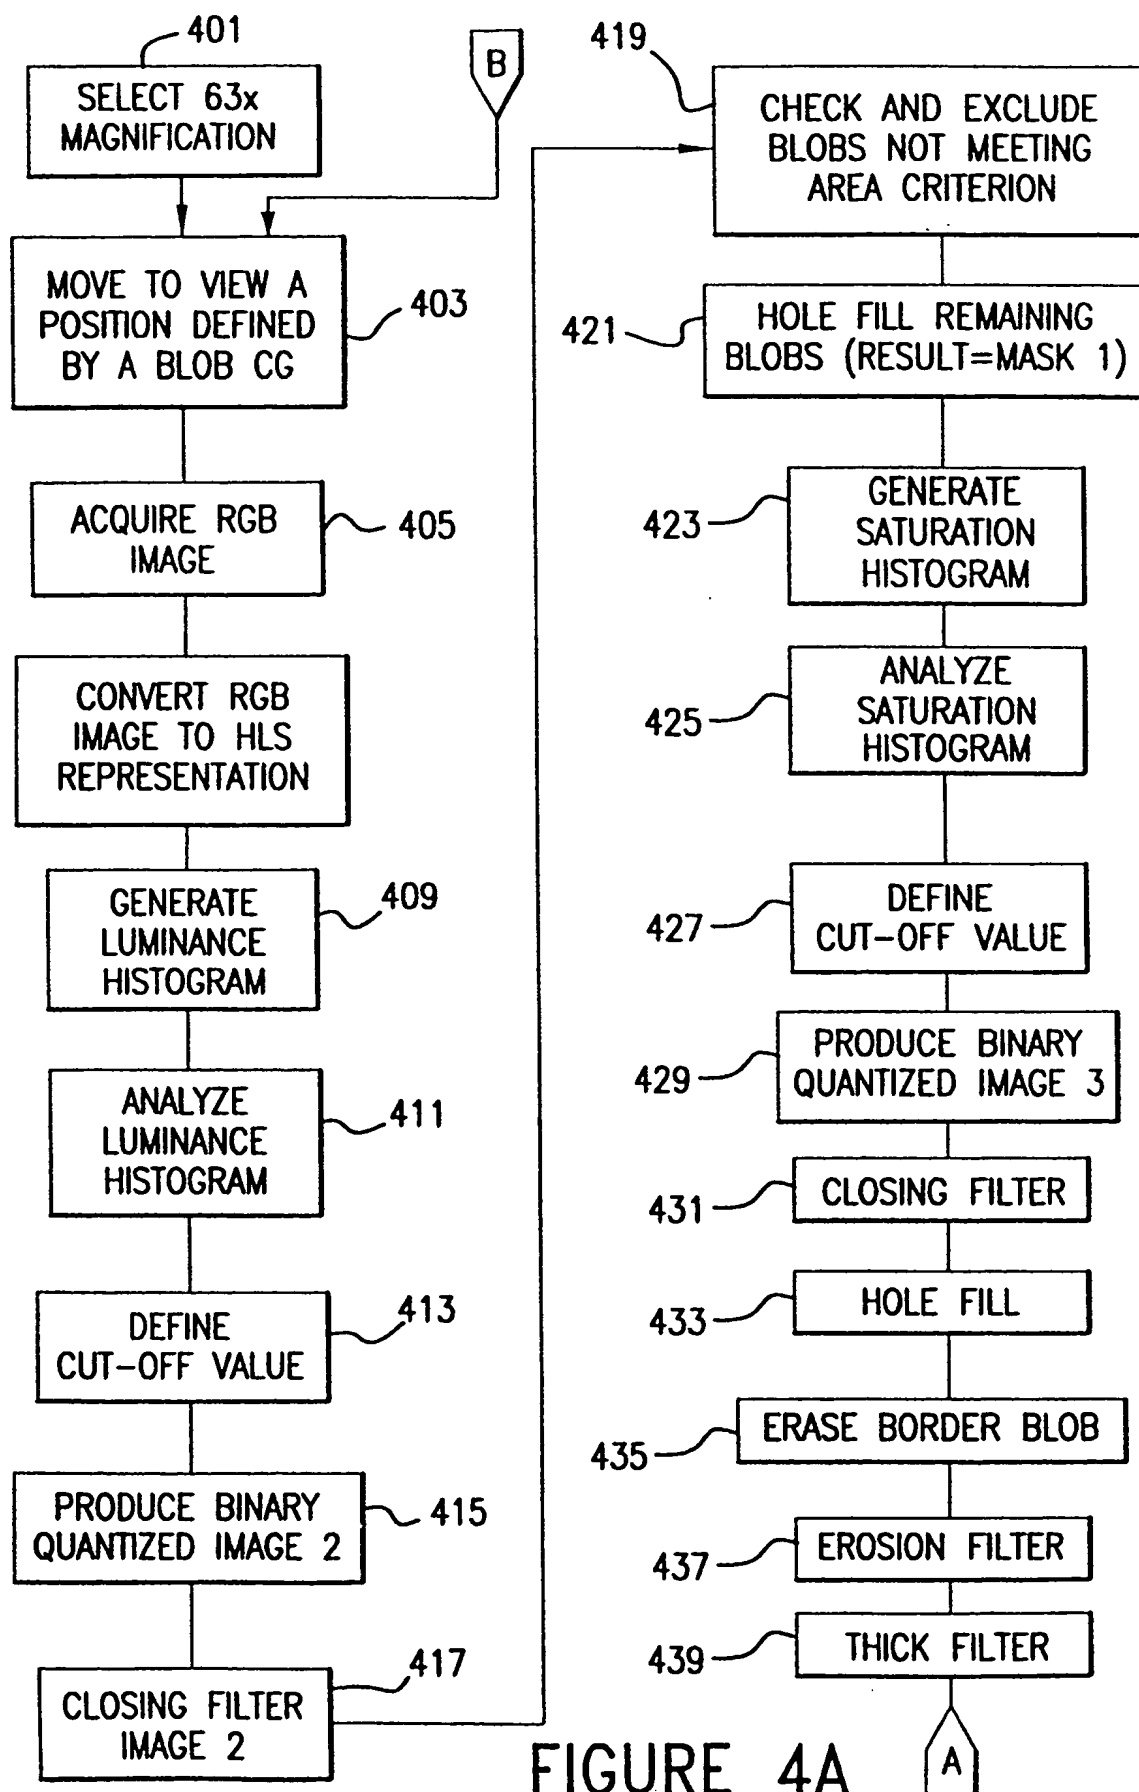 401
SELECT 63x
MAGNIFICATION
B
MOVE TO VIEW A
POSITION DEFINED
BY A BLOB CG
403
ACQUIRE RGB
IMAGE
405
CONVERT RGB
IMAGE TO HLS
REPRESENTATION
GENERATE
LUMINANCE
HISTOGRAM
409
ANALYZE
LUMINANCE
HISTOGRAM
411
DEFINE
CUT-OFF VALUE
413
PRODUCE BINARY
QUANTIZED IMAGE 2
415
CLOSING FILTER
IMAGE 2
417
419
CHECK AND EXCLUDE
BLOBS NOT MEETING
AREA CRITERION
421
HOLE FILL REMAINING
BLOBS (RESULT=MASK 1)
423
GENERATE
SATURATION
HISTOGRAM
425
ANALYZE
SATURATION
HISTOGRAM
427
DEFINE
CUT-OFF VALUE
429
PRODUCE BINARY
QUANTIZED IMAGE 3
431
CLOSING FILTER
433
HOLE FILL
435
ERASE BORDER BLOB
437
EROSION FILTER
439
THICK FILTER
A
FIGURE 4A